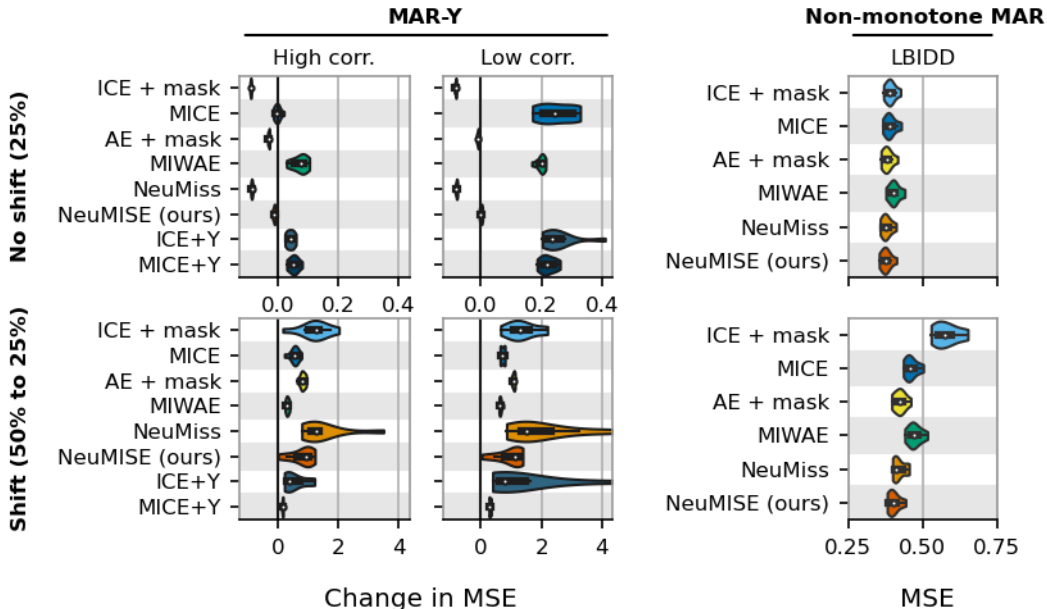 MAR-Y
Non-monotone MAR
High corr.
Low corr.
LBIDD
No shift (25%)
ICE + mask
MICE
AE + mask
MIWAE
NeuMiss
NeuMISE (ours)
ICE+Y
MICE+Y
0.0 0.2 0.4
0.0 0.2 0.4
ICE + mask
MICE
AE + mask
MIWAE
NeuMiss
NeuMISE (ours)
Shift (50% to 25%)
ICE + mask
MICE
AE + mask
MIWAE
NeuMiss
NeuMISE (ours)
ICE+Y
MICE+Y
0 2 4
0 2 4
Change in MSE
ICE + mask
MICE
AE + mask
MIWAE
NeuMiss
NeuMISE (ours)
0.25 0.50 0.75
MSE